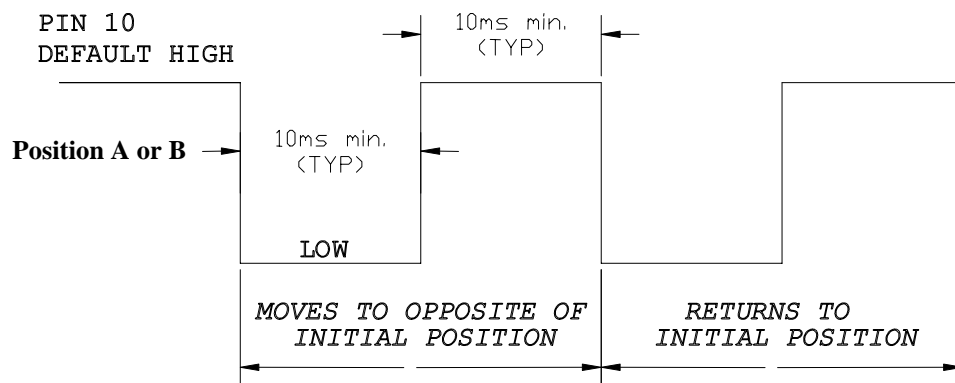 PIN 10
DEFAULT HIGH
10ms min.
(TYP)
Position A or B
10ms min.
(TYP)
LOW
MOVES TO OPPOSITE OF
INITIAL POSITION
RETURNS TO
INITIAL POSITION